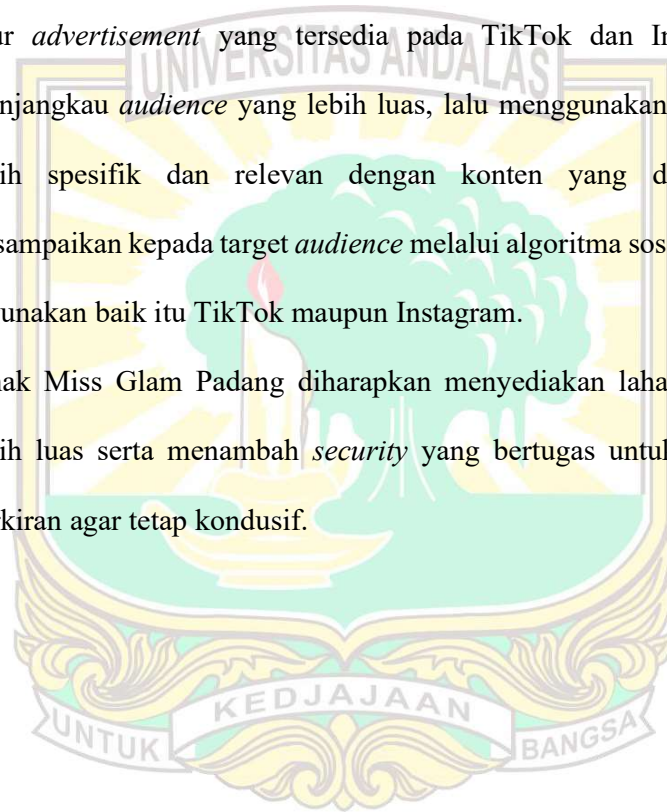 ur advertisement yang tersedia pada TikTok dan In
UNIVERSITAS ANDALAS
njangkau audience yang lebih luas, lalu menggunakan
ih spesifik dan relevan dengan konten yang d
sampaikan kepada target audience melalui algoritma sos
unakan baik itu TikTok maupun Instagram.
ak Miss Glam Padang diharapkan menyediakan laha
ih luas serta menambah security yang bertugas untuk
kiran agar tetap kondusif.
KEDJAJAAN
UNTUK BANGSA